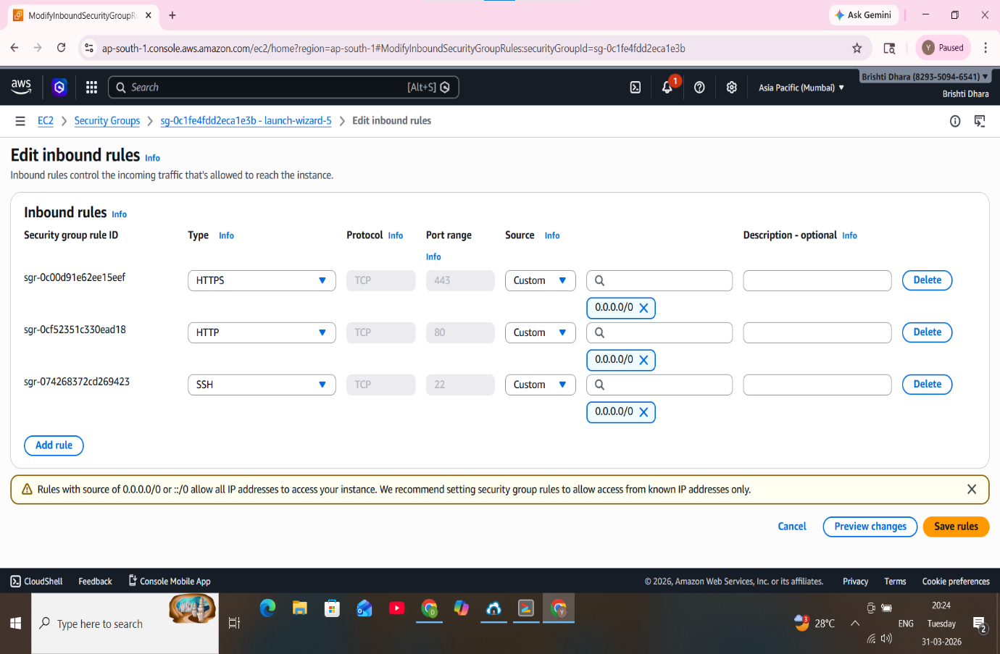 ModifyInboundSecurityGroupR
Ask Gemini
ap-south-1.console.aws.amazon.com/ec2/home?region=ap-south-1#ModifyInboundSecurityGroupRules:securityGroupId=sg-0c1fe4fdd2eca1e3b
Y Paused
aws
Search [Alt+S]
1
Asia Pacific (Mumbai)
Brishti Dhara (8293-5094-6541)
Brishti Dhara
EC2 Security Groups sg-0c1fe4fdd2eca1e3b - launch-wizard-5 Edit inbound rules
Edit inbound rules Info
Inbound rules control the incoming traffic that's allowed to reach the instance.
Inbound rules Info
Security group rule ID Type Info Protocol Info Port range Info Source Info Description - optional Info
sgr-0c00d91e62ee15eef HTTPS TCP 443 Custom Delete
0.0.0.0/0
sgr-0cf52351c330ead18 HTTP TCP 80 Custom Delete
0.0.0.0/0
sgr-074268372cd269423 SSH TCP 22 Custom Delete
0.0.0.0/0
Add rule
Rules with source of 0.0.0.0/0 or ::/0 allow all IP addresses to access your instance. We recommend setting security group rules to allow access from known IP addresses only.
Cancel Preview changes Save rules
CloudShell Feedback Console Mobile App © 2026, Amazon Web Services, Inc. or its affiliates. Privacy Terms Cookie preferences
Type here to search
D
Y
3
28°C
ENG
20:24
Tuesday
31-03-2026
2